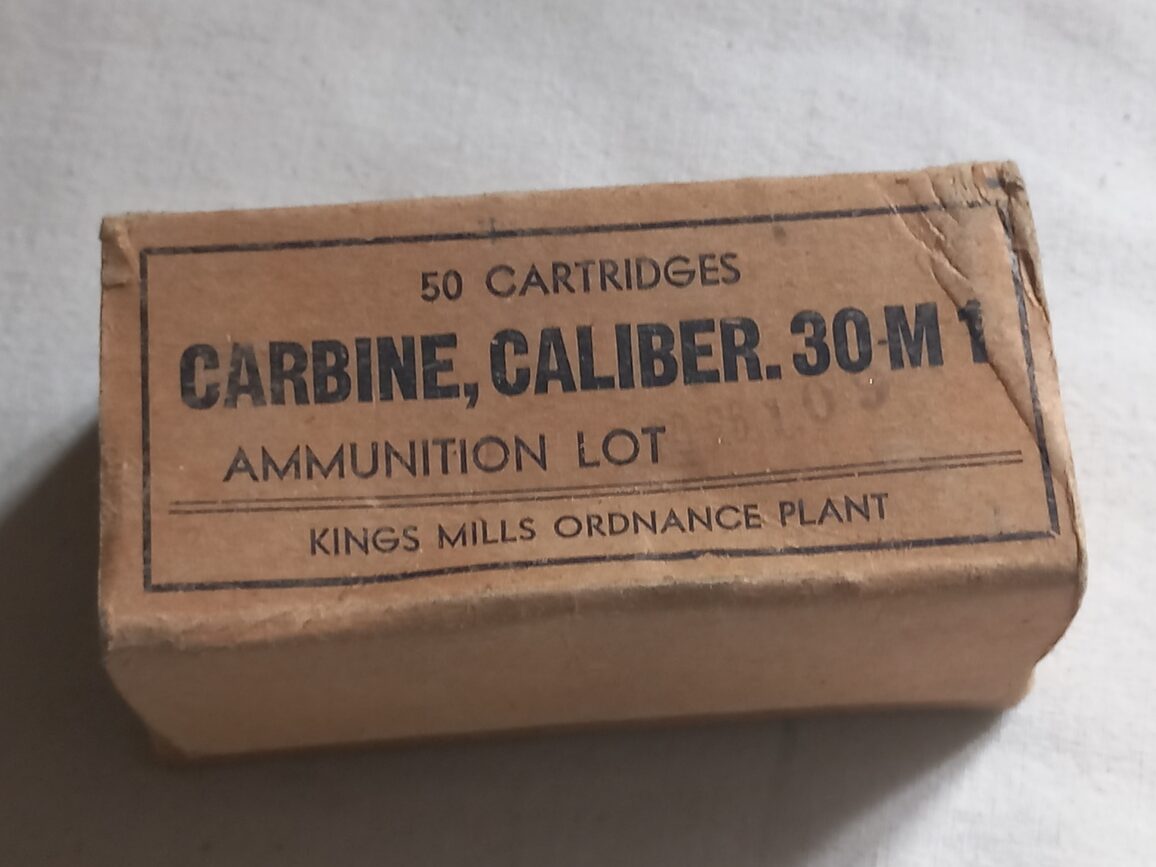 50 CARTRIDGES
CARBINE, CALIBER. 30-M 1
AMMUNITION LOT
KINGS MILLS ORDNANCE PLANT